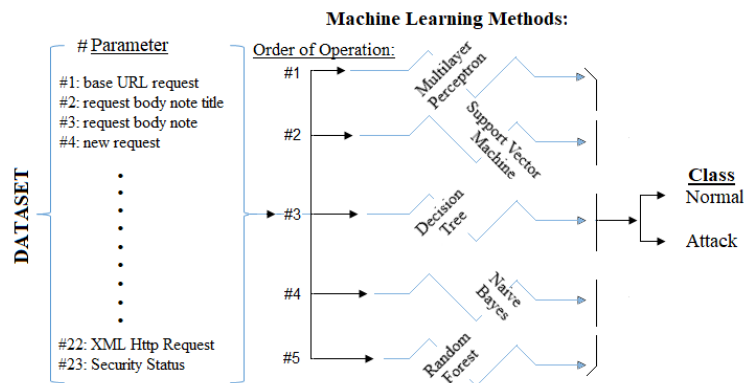 Machine Learning Methods:
# Parameter
Order of Operation:
#1: base URL request
#2: request body note title
#3: request body note
#4: new request
#22: XML Http Request
#23: Security Status
DATASET
#1
Multilayer
Perceptron
#2
Support Vector
Machine
#3
Decision
Tree
#4
Naive
Bayes
#5
Random
Forest
Class
Normal
Attack